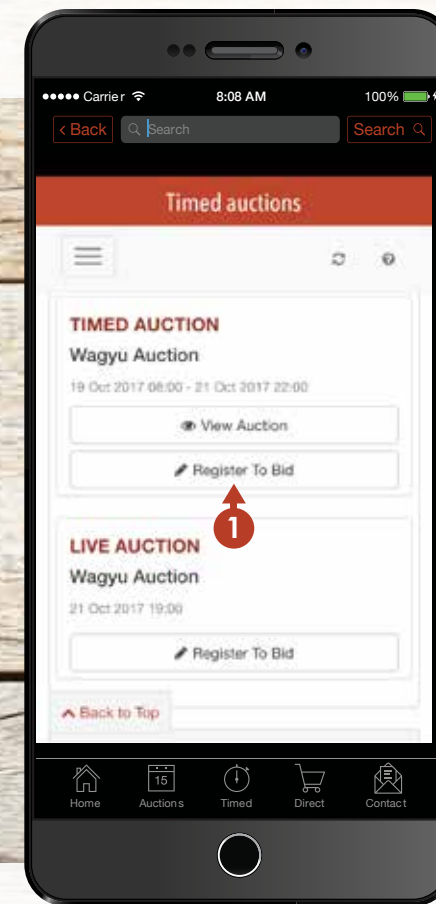 Carrier 8:08 AM 100%
Back Search Search
Timed auctions
TIMED AUCTION
Wagyu Auction
19 Oct 2017 08:00 - 21 Oct 2017 22:00
View Auction
Register To Bid
1
LIVE AUCTION
Wagyu Auction
21 Oct 2017 19:00
Register To Bid
Back to Top
15
Home Auctions Timed Direct Contact